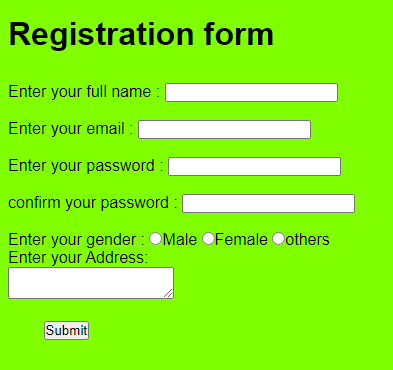 Registration form
Enter your full name :
Enter your email :
Enter your password :
confirm your password :
Enter your gender : Male Female others
Enter your Address:
Submit